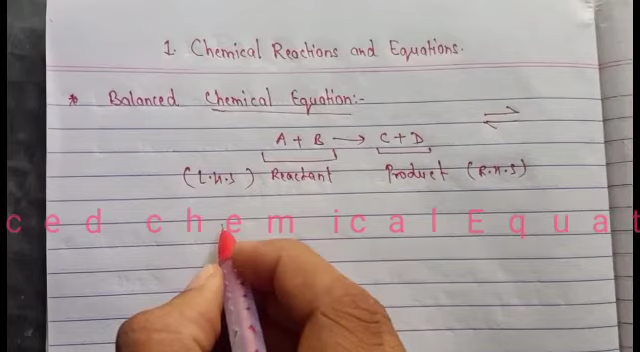 1. Chemical Reactions and Equations.
* Balanced Chemical Equation:-
⇌
A + B → C + D
(L.H.S) Reactant Product (R.H.S)
ced chemical Equat